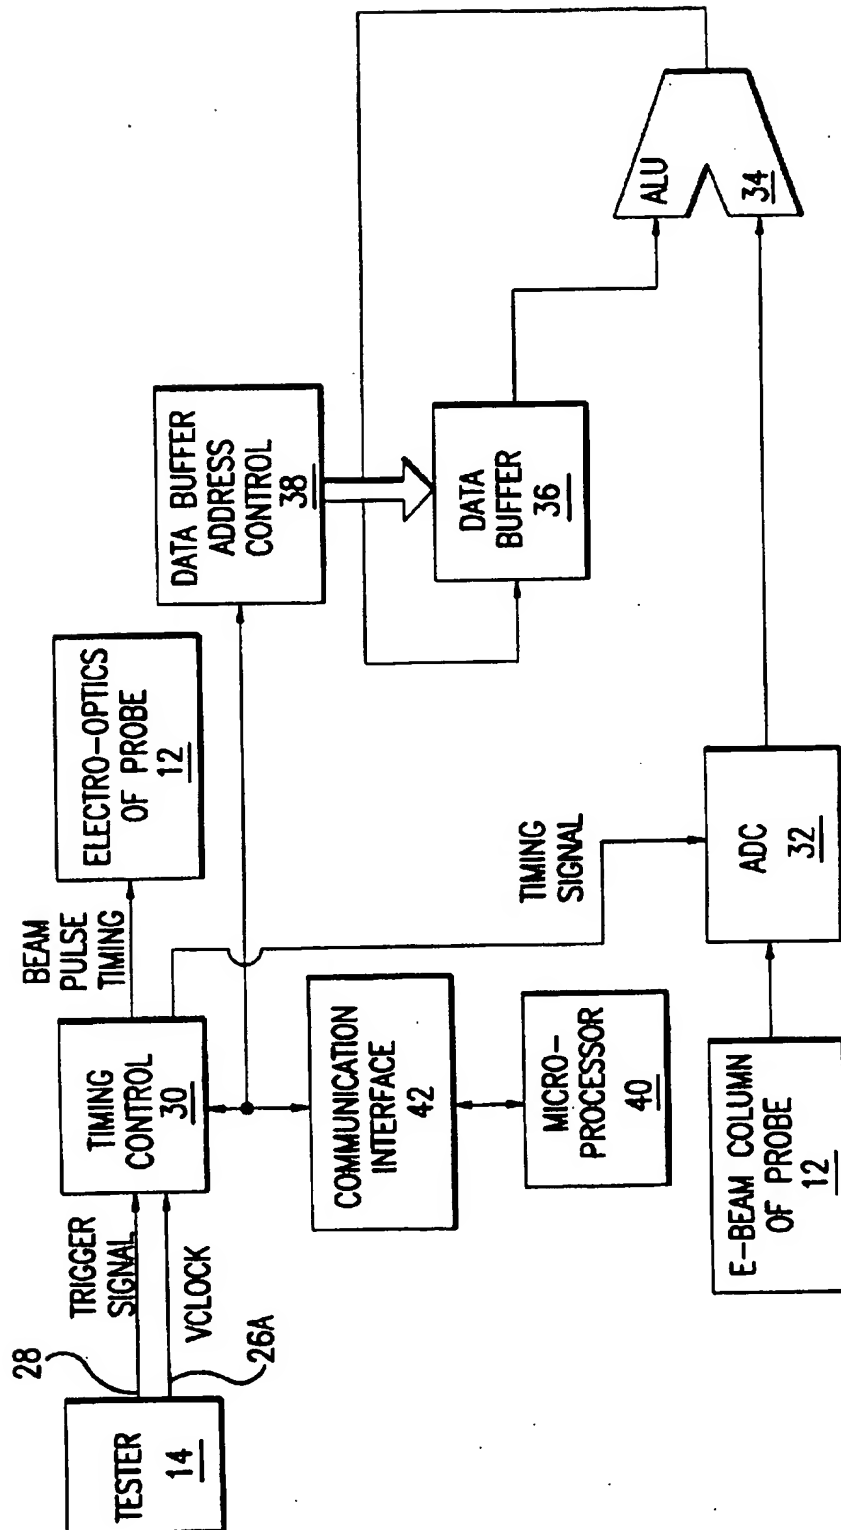 TESTER
14
28
TRIGGER
SIGNAL
VCLOCK
26A
TIMING
CONTROL
30
BEAM
PULSE
TIMING
ELECTRO-OPTICS
OF PROBE
12
COMMUNICATION
INTERFACE
42
MICRO-
PROCESSOR
40
E-BEAM COLUMN
OF PROBE
12
TIMING
SIGNAL
ADC
32
DATA BUFFER
ADDRESS
CONTROL
38
DATA
BUFFER
36
ALU
34